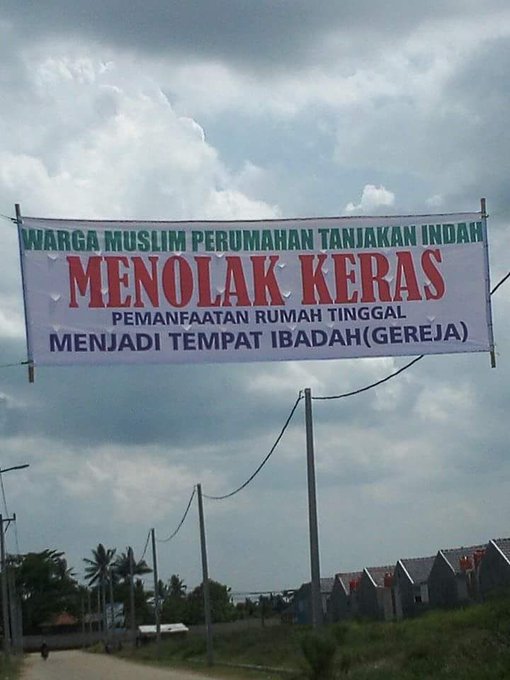 WARGA MUSLIM PERUMAHAN TANJAKAN INDAH
MENOLAK KERAS
PEMANFAATAN RUMAH TINGGAL
MENJADI TEMPAT IBADAH(GEREJA)